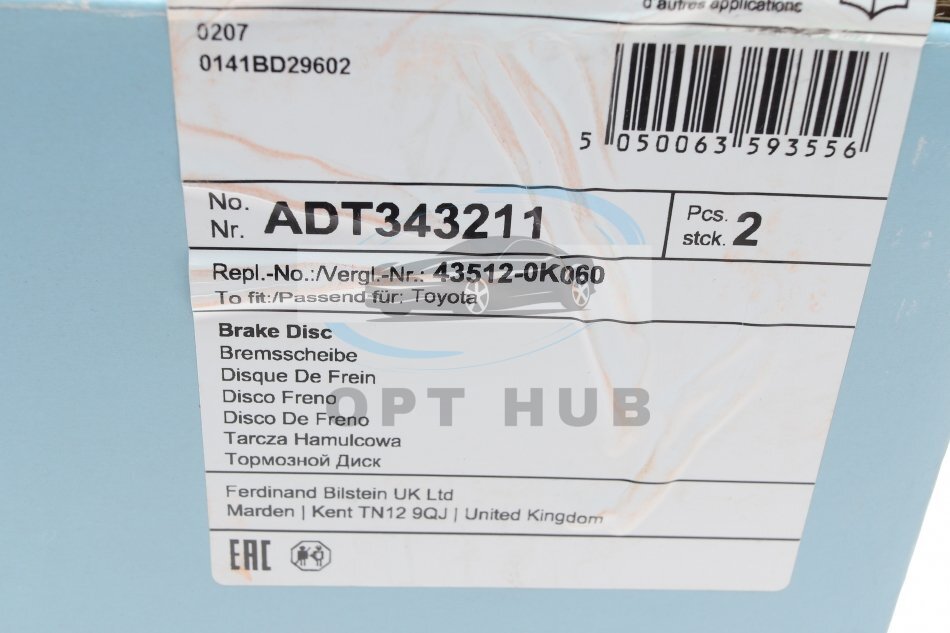 d'autres applications
0207
0141BD29602
5 050063 593556
No.
Nr. ADT343211
Pcs.
stck. 2
Repl.-No.:/Vergl.-Nr.: 43512-0K060
To fit:/Passend für: Toyota
Brake Disc
Bremsscheibe
Disque De Frein
Disco Freno
Disco De Freno
Tarcza Hamulcowa
Тормозной Диск
OPT HUB
Ferdinand Bilstein UK Ltd
Marden | Kent TN12 9QJ | United Kingdom
EAC